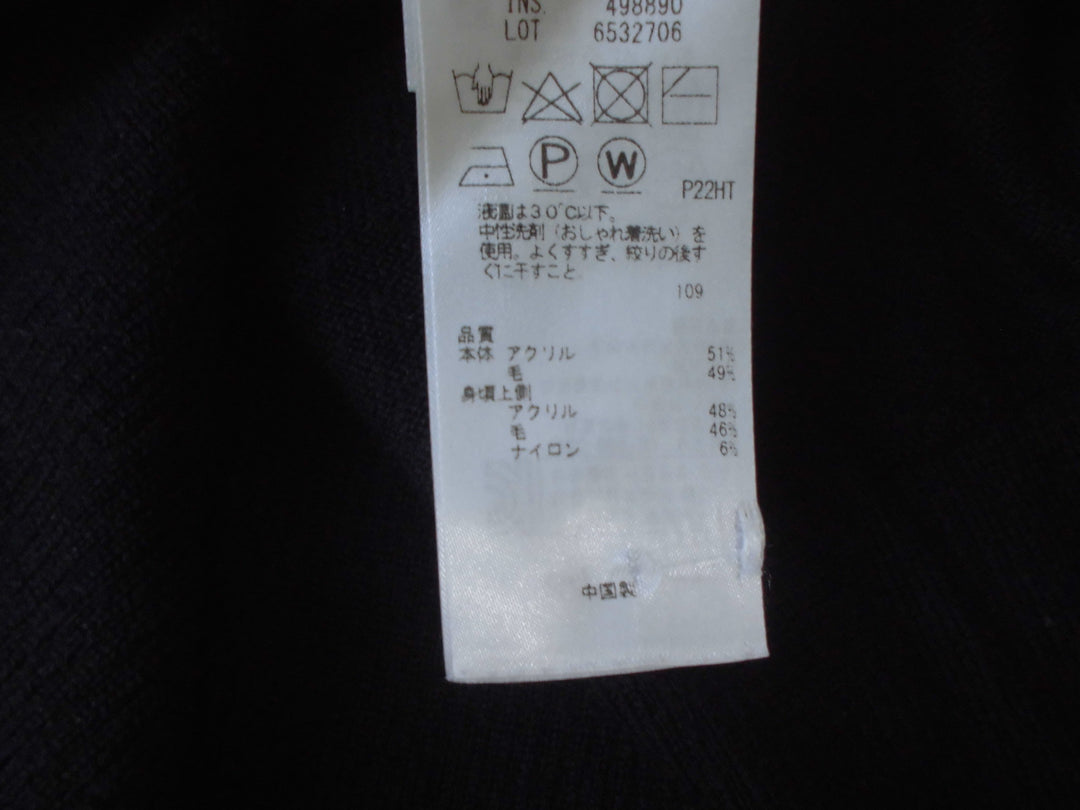 INS. 498890
LOT 6532706
P W
P22HT
液温は30℃以下。
中性洗剤（おしゃれ着洗い）を
使用。よくすすぎ、絞りの後す
ぐに干すこと
109
品質
本体 アクリル 51%
毛 49%
身頃上側
アクリル 48%
毛 46%
ナイロン 6%
中国製